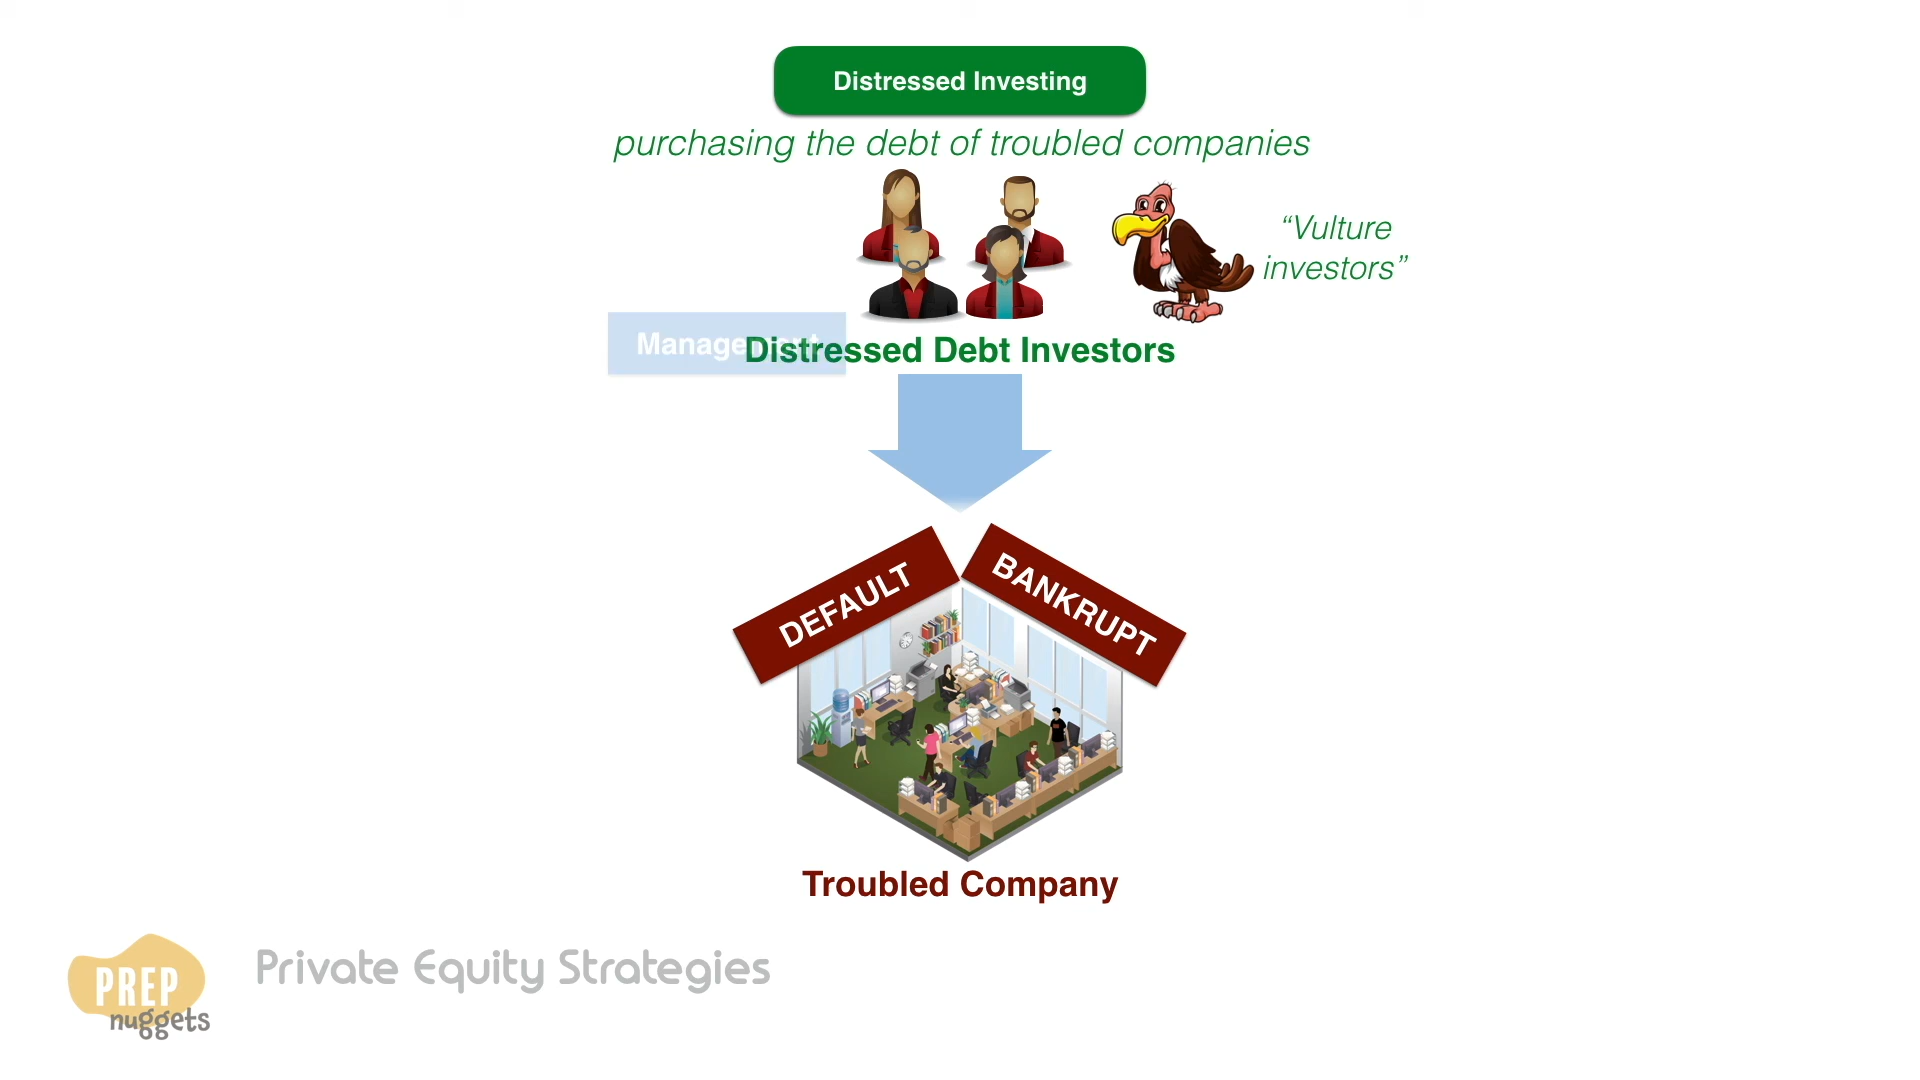 Distressed Investing
purchasing the debt of troubled companies
“Vulture
investors”
Management
Distressed Debt Investors
DEFAULT
BANKRUPT
Troubled Company
PREP
nuggets
Private Equity Strategies